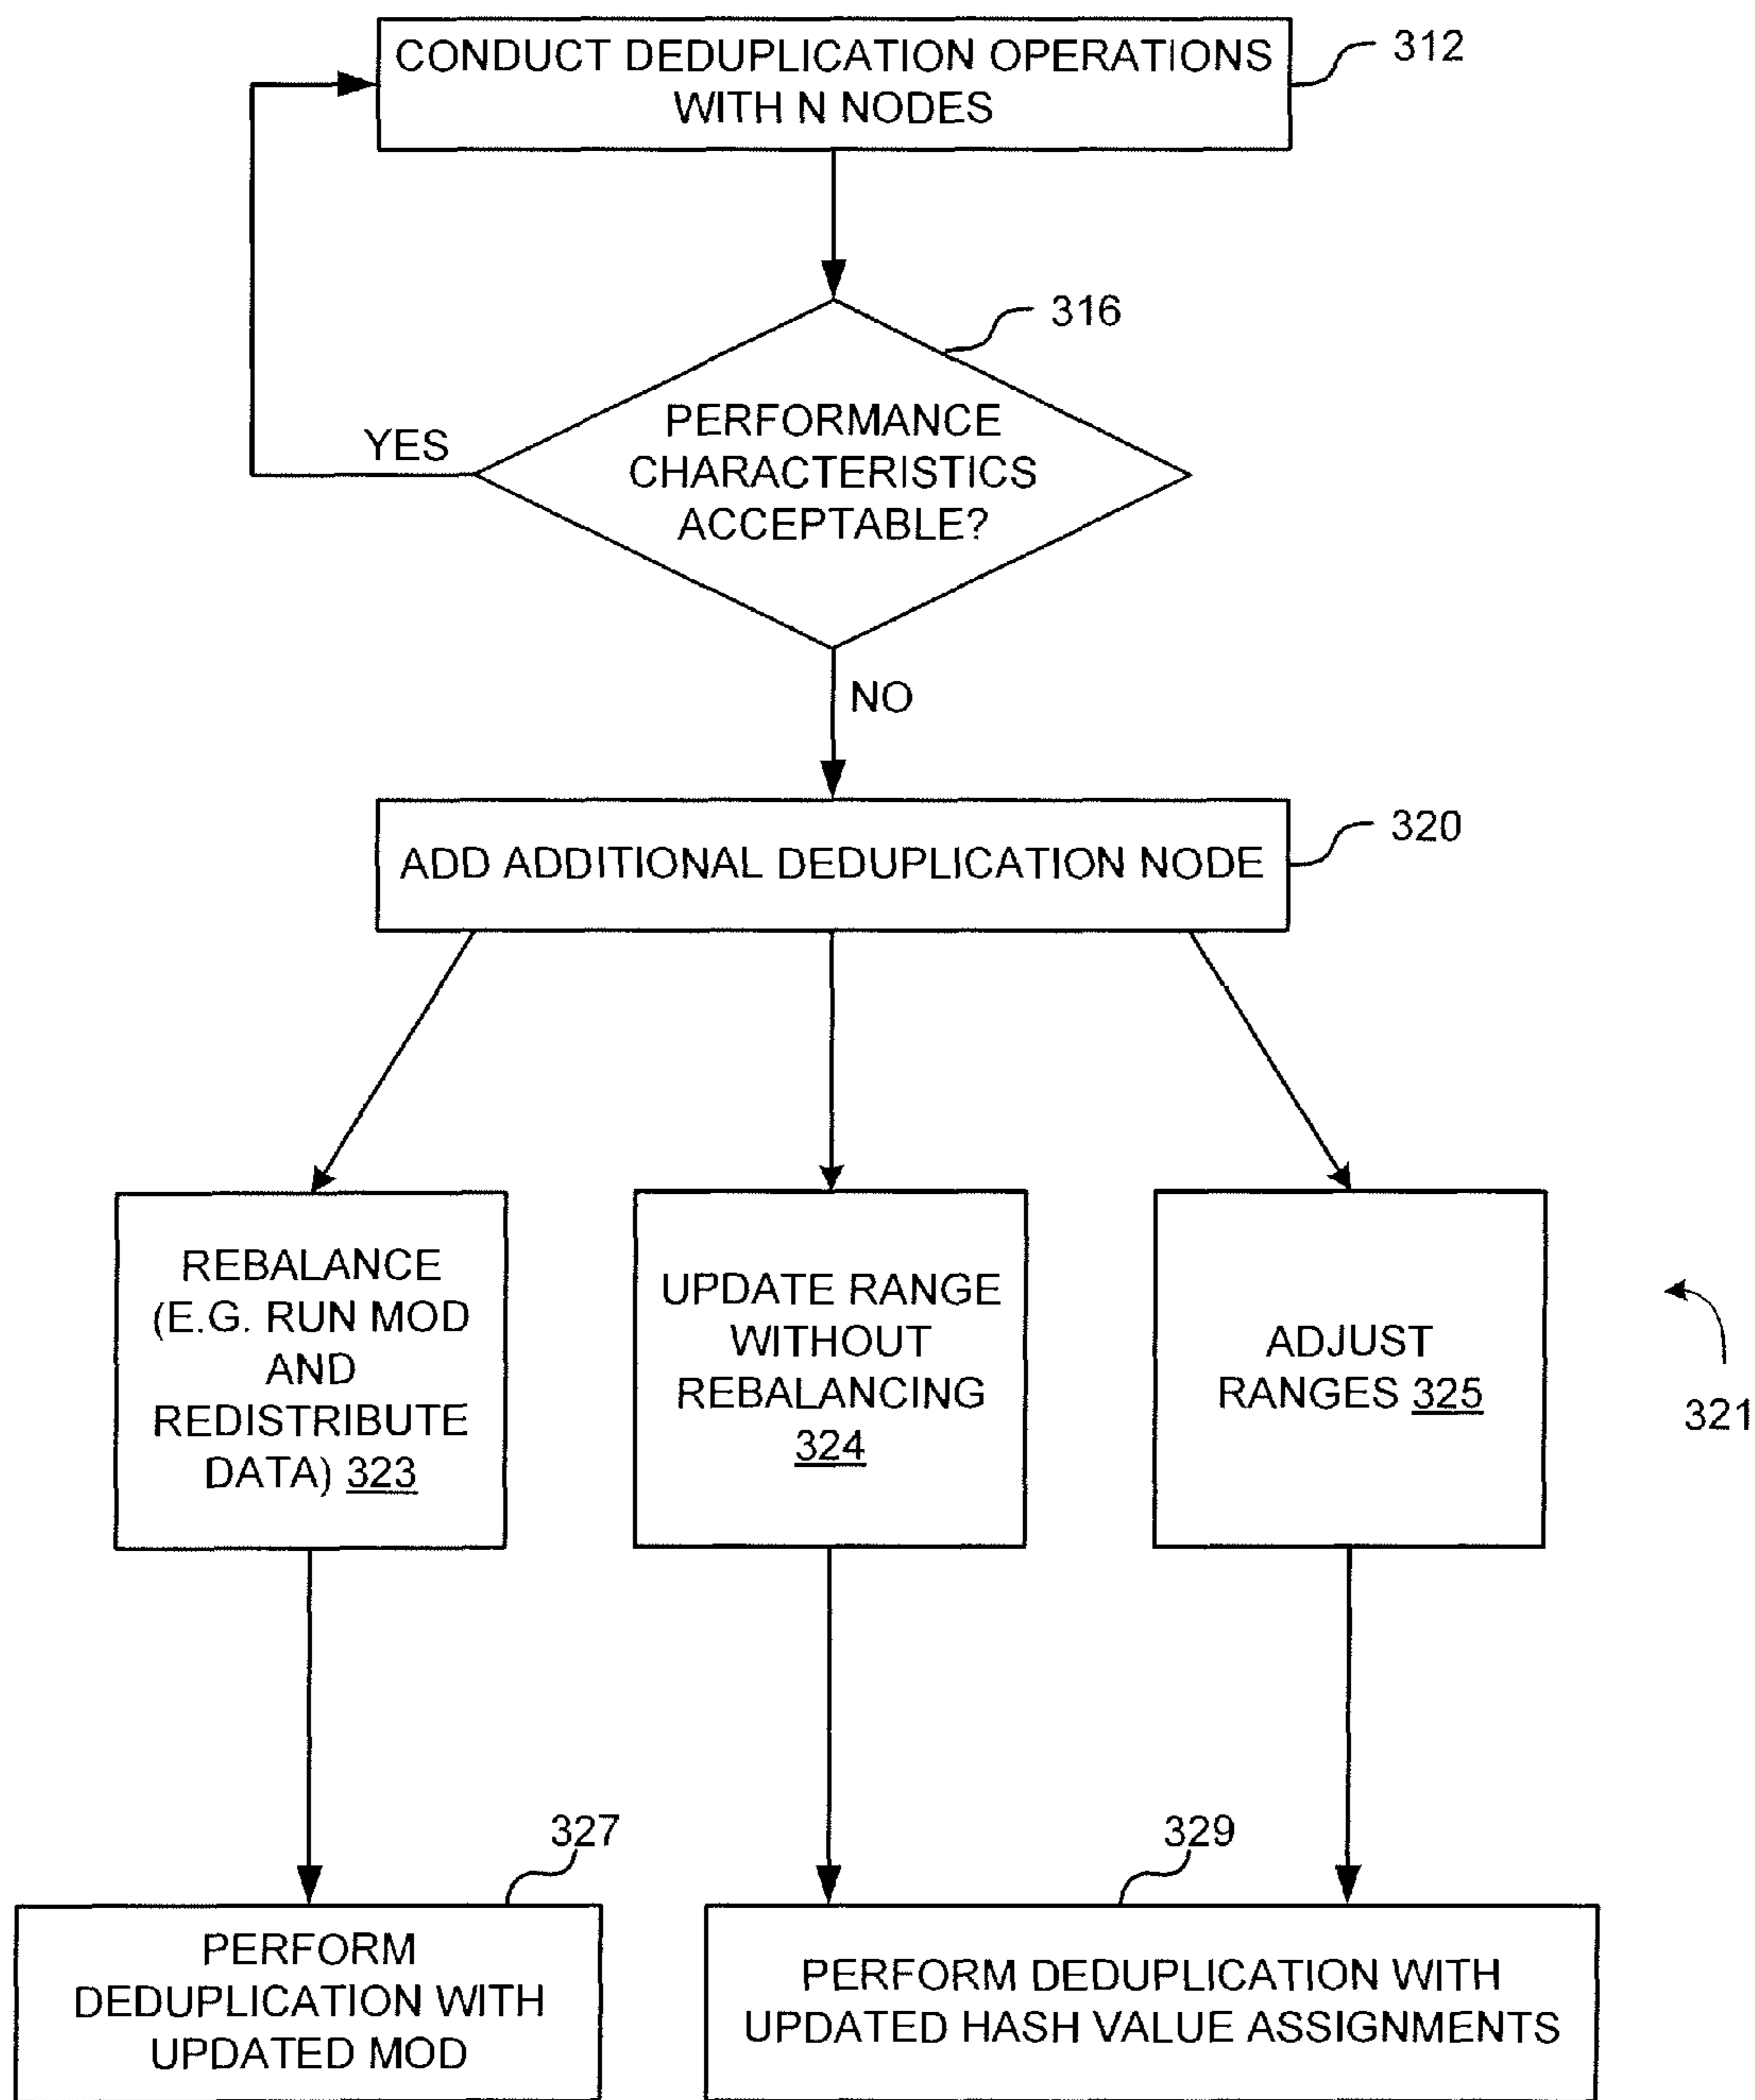 CONDUCT DEDUPLICATION OPERATIONS
WITH N NODES
312
316
PERFORMANCE
CHARACTERISTICS
ACCEPTABLE?
YES
NO
320
ADD ADDITIONAL DEDUPLICATION NODE
REBALANCE
(E.G. RUN MOD
AND
REDISTRIBUTE
DATA) 323
UPDATE RANGE
WITHOUT
REBALANCING
324
ADJUST
RANGES 325
321
327
329
PERFORM
DEDUPLICATION WITH
UPDATED MOD
PERFORM DEDUPLICATION WITH
UPDATED HASH VALUE ASSIGNMENTS